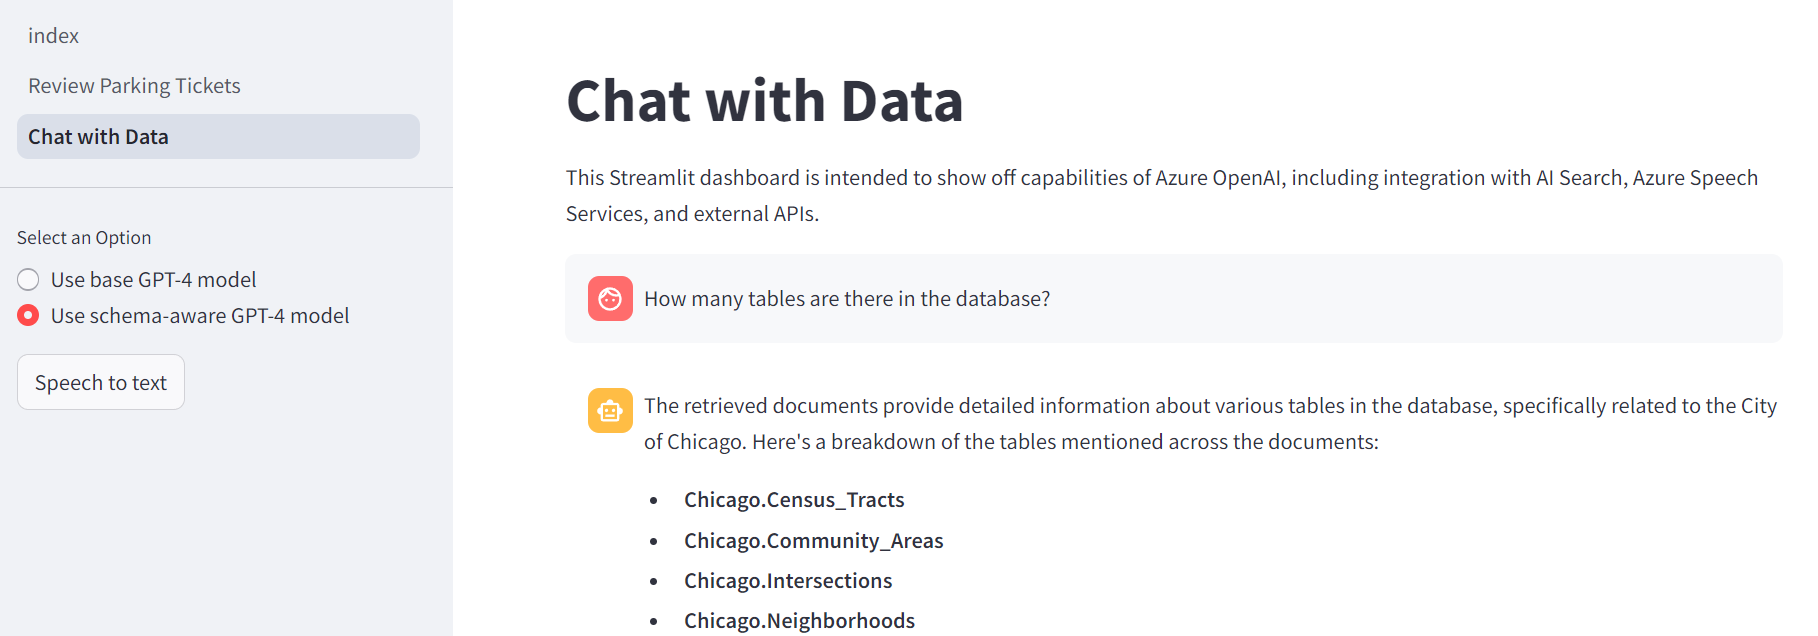 index
Review Parking Tickets
Chat with Data
Select an Option
Use base GPT-4 model
Use schema-aware GPT-4 model
Speech to text
Chat with Data
This Streamlit dashboard is intended to show off capabilities of Azure OpenAI, including integration with AI Search, Azure Speech
Services, and external APIs.
How many tables are there in the database?
The retrieved documents provide detailed information about various tables in the database, specifically related to the City
of Chicago. Here's a breakdown of the tables mentioned across the documents:
• Chicago.Census_Tracts
• Chicago.Community_Areas
• Chicago.Intersections
• Chicago.Neighborhoods